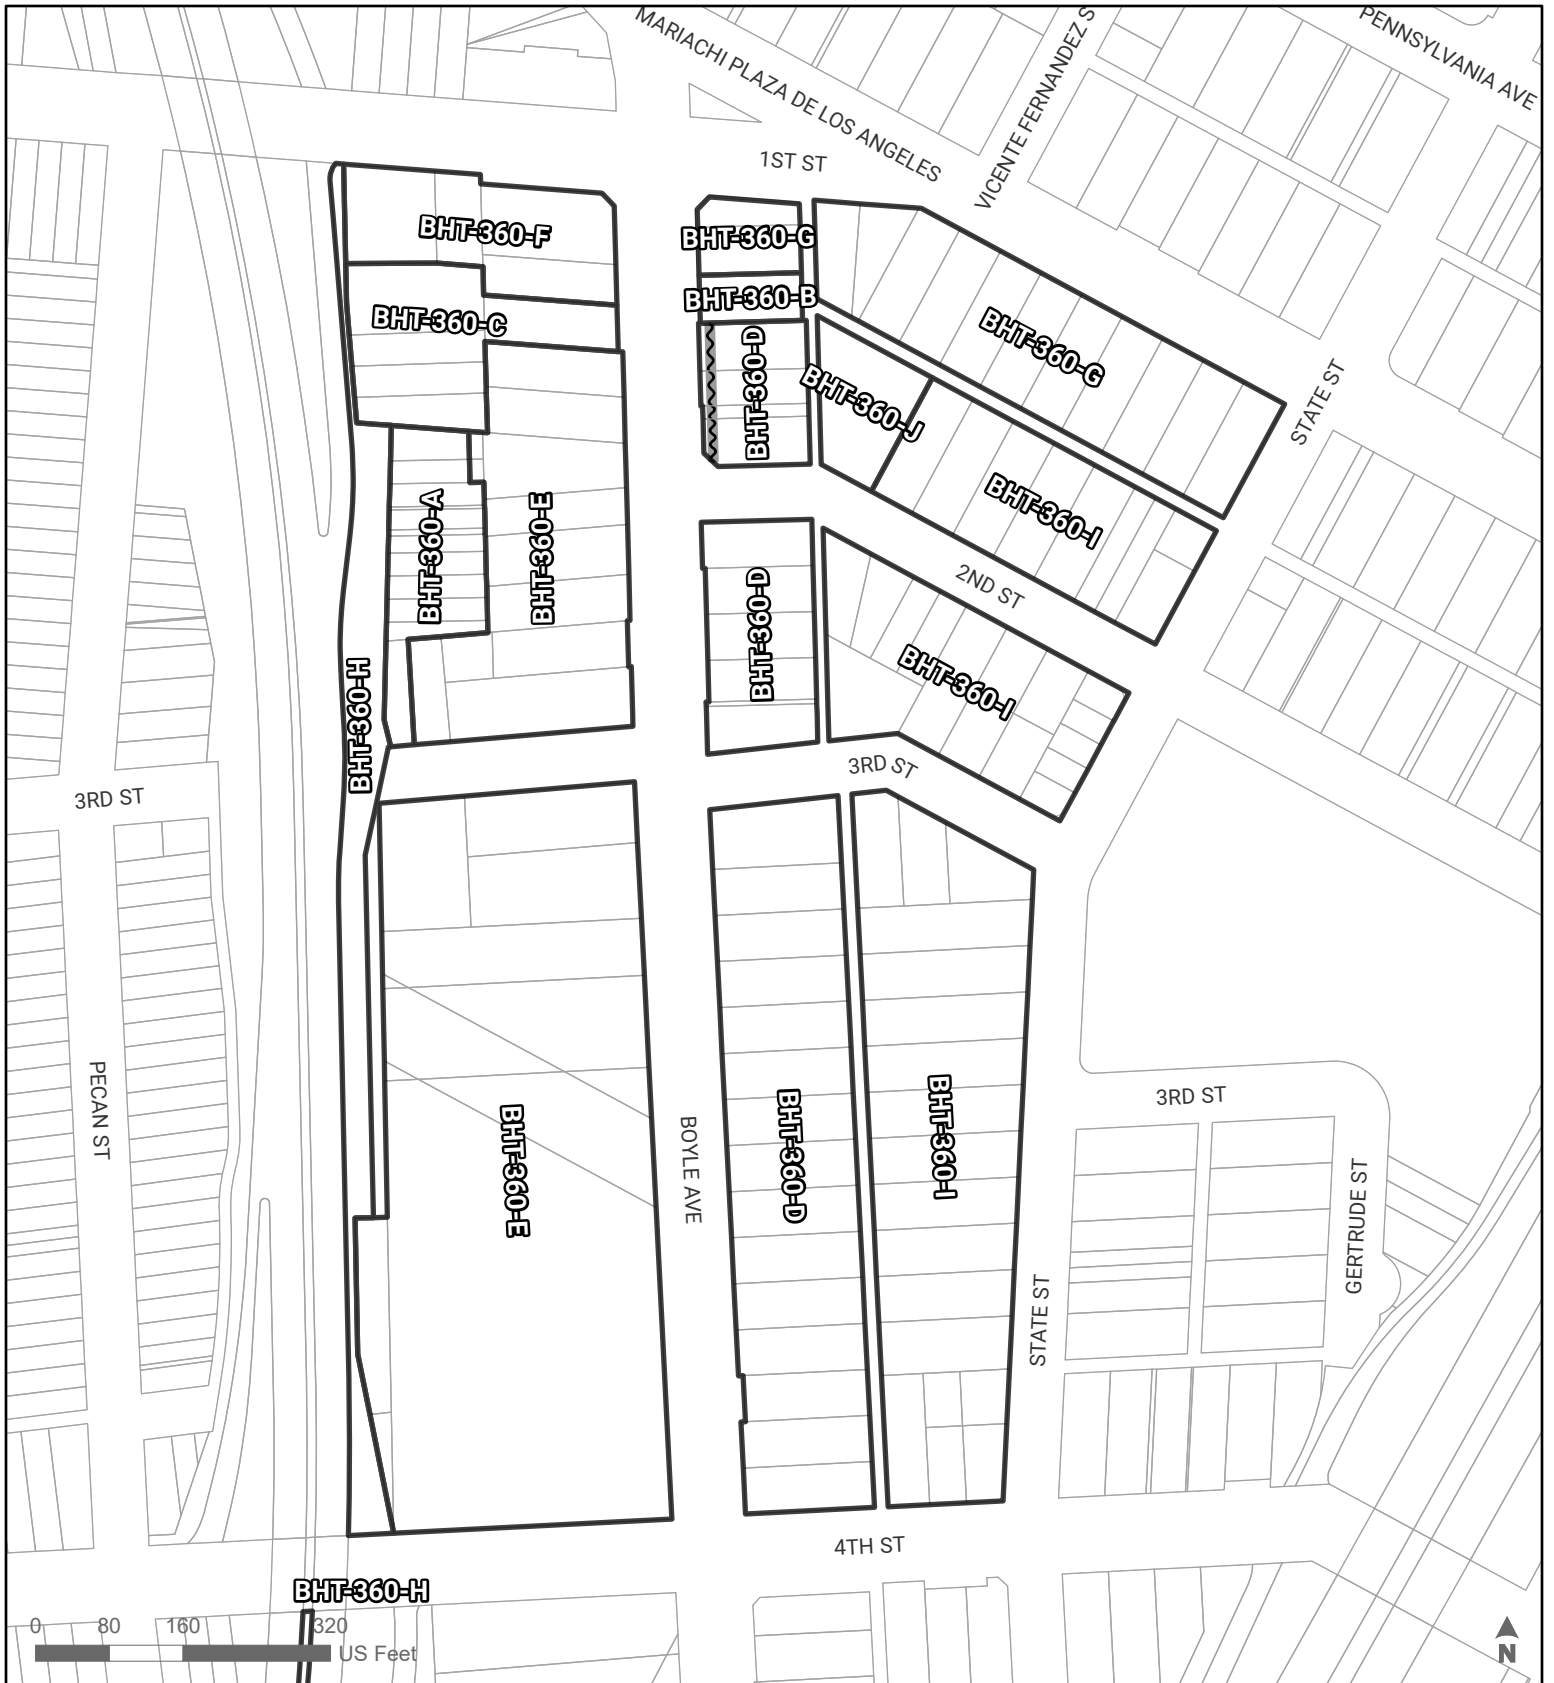 MARIACHI PLAZA DE LOS ANGELES
VICENTE FERNANDEZ S
PENNSYLVANIA AVE
1ST ST
BHT-360-F
BHT-360-G
BHT-360-B
BHT-360-C
BHT-360-D
BHT-360-G
BHT-360-J
STATE ST
BHT-360-A
BHT-360-E
BHT-360-I
2ND ST
BHT-360-D
BHT-360-I
BHT-360-H
3RD ST
3RD ST
PECAN ST
BHT-360-E
BOYLE AVE
BHT-360-D
BHT-360-I
3RD ST
GERTRUDE ST
STATE ST
4TH ST
BHT-360-H
0 80 160 320
US Feet
N